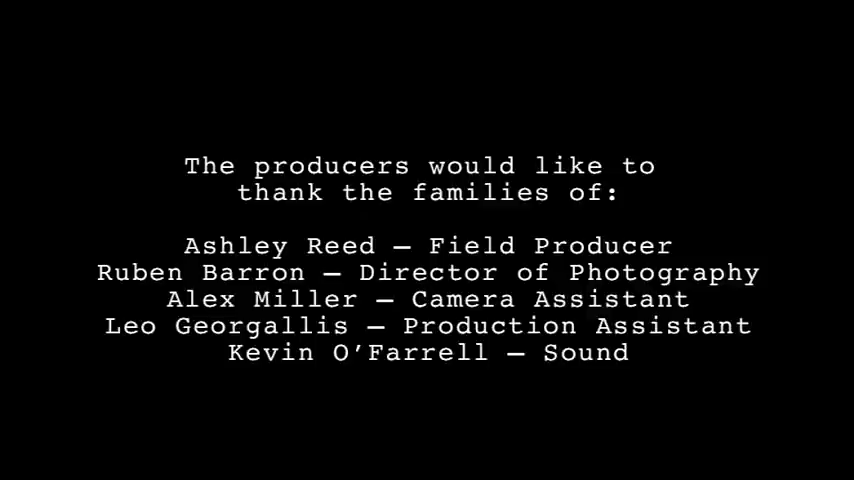 The producers would like to
thank the families of:
Ashley Reed – Field Producer
Ruben Barron – Director of Photography
Alex Miller – Camera Assistant
Leo Georgallis – Production Assistant
Kevin O’Farrell – Sound